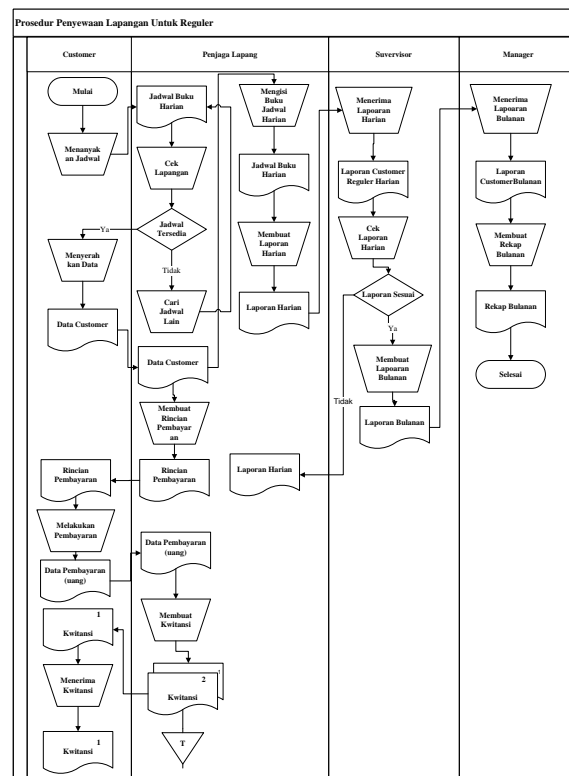 Prosedur Penyewaan Lapangan Untuk Reguler
Customer
Penjaga Lapang
Suvervisor
Manager
Mulai
Menanyak
an Jadwal
Ya
Menyerah
kan Data
Data Customer
Rincian
Pembayaran
Melakukan
Pembayaran
Data Pembayaran
(uang)
1
Kwitansi
Menerima
Kwitansi
1
Kwitansi
Jadwal Buku
Harian
Cek
Lapangan
Jadwal
Tersedia
Tidak
Cari
Jadwal
Lain
Data Customer
Membuat
Rincian
Pembayar
an
Rincian
Pembayaran
Data Pembayaran
(uang)
Membuat
Kwitansi
2
Kwitansi
T
Mengisi
Buku
Jadwal
Harian
Jadwal Buku
Harian
Membuat
Laporan
Harian
Laporan Harian
Laporan Harian
Menerima
Lapoaran
Harian
Laporan Customer
Reguler Harian
Cek
Laporan
Harian
Laporan Sesuai
Ya
Tidak
Membuat
Lapoaran
Bulanan
Laporan Bulanan
Menerima
Lapoaran
Bulanan
Laporan
CustomerBulanan
Membuat
Rekap
Bulanan
Rekap Bulanan
Selesai